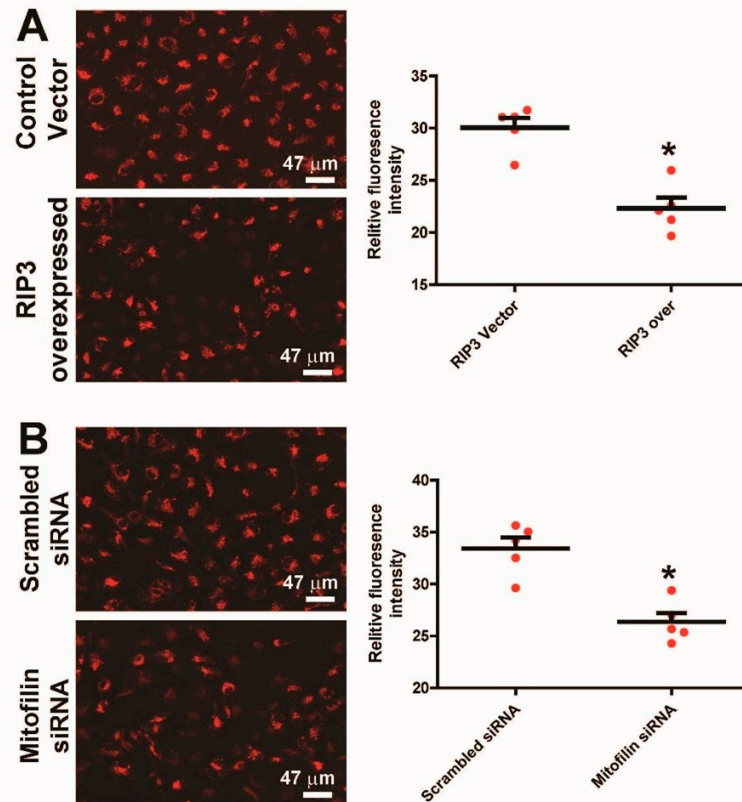 A
Control
Vector
47 μm
RIP3
overexpressed
47 μm
Relitive fluoresence
intensity
35
30
25
20
15
*
RIP3 Vector
RIP3 over
B
Scrambled
siRNA
47 μm
Mitofilin
siRNA
47 μm
Relitive fluoresence
intensity
40
35
30
25
20
*
Scrambled siRNA
Mitofilin siRNA